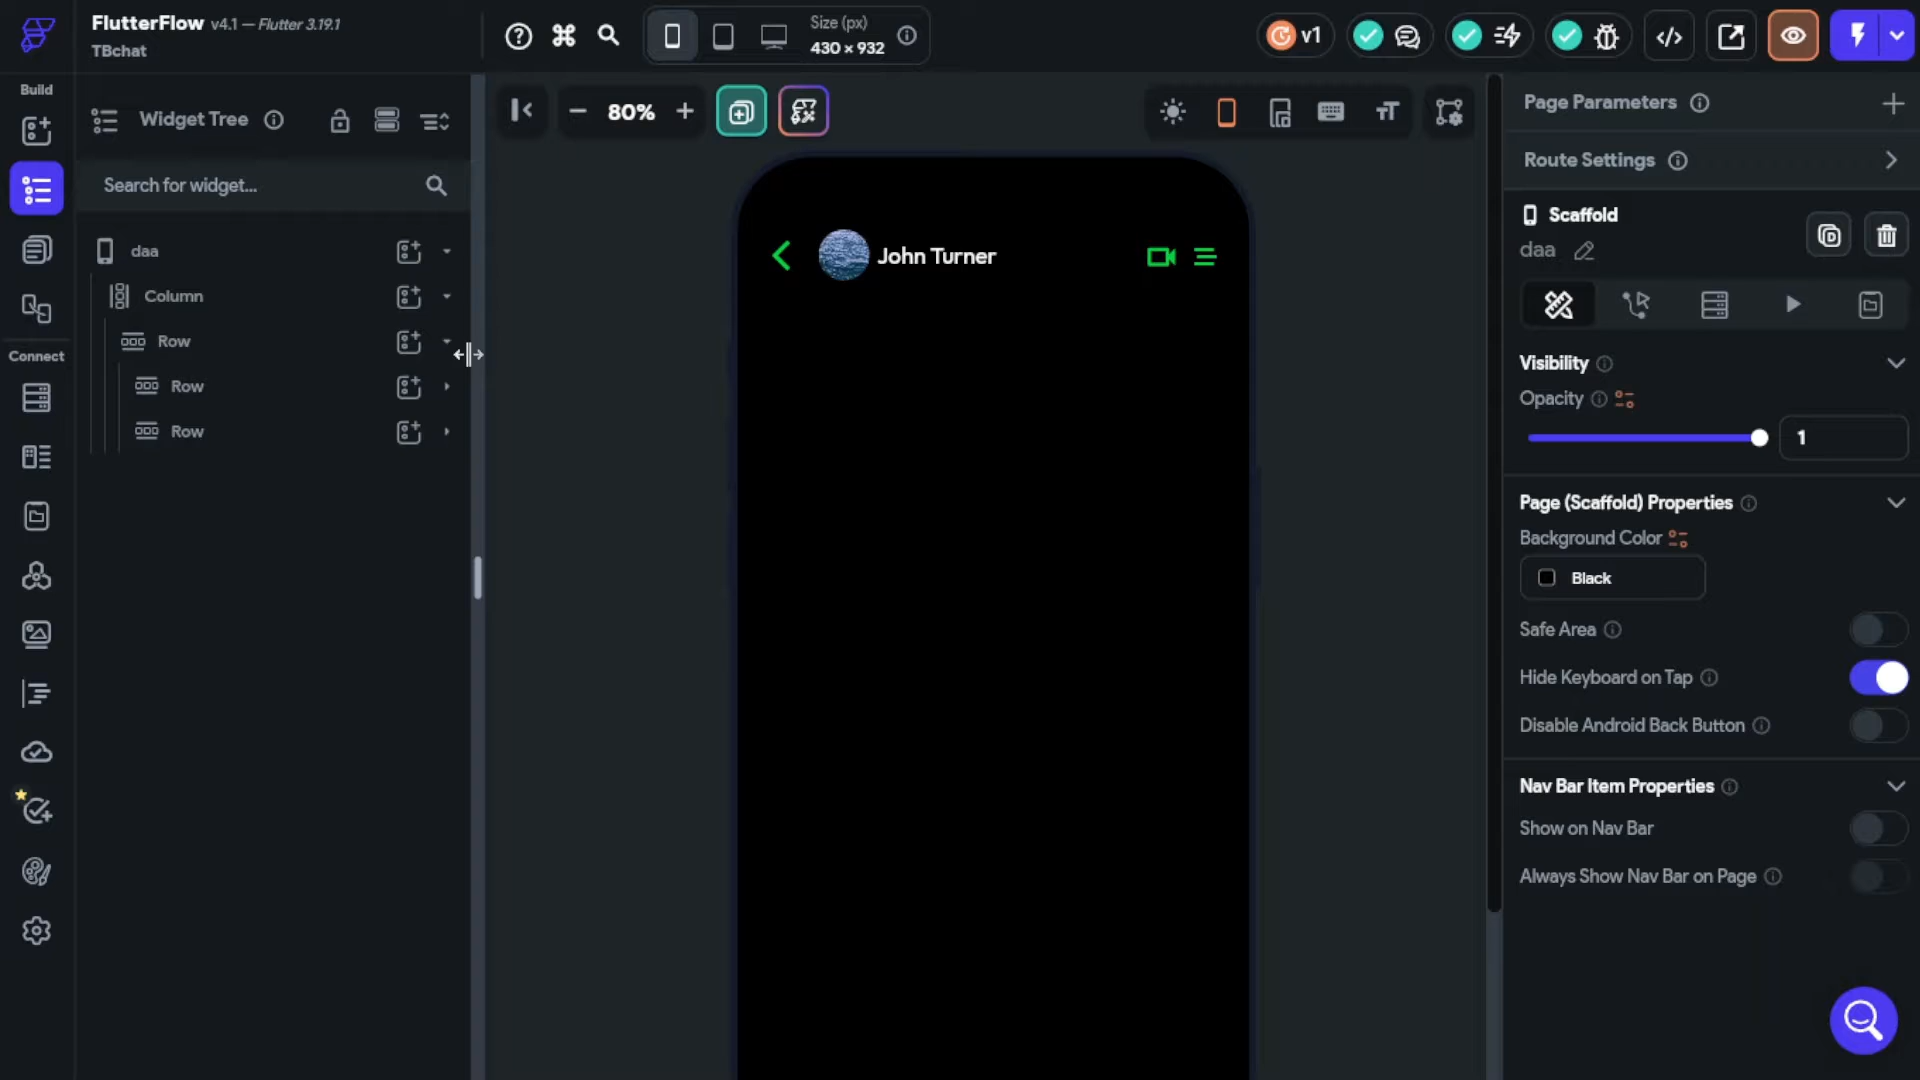 FlutterFlow v4.1 — Flutter 3.19.1
TBchat
Size (px)
430 × 932
v1
Build
Widget Tree
80%
Search for widget...
daa
Column
Row
Row
Row
Connect
John Turner
Page Parameters
Route Settings
Scaffold
daa
Visibility
Opacity
1
Page (Scaffold) Properties
Background Color
Black
Safe Area
Hide Keyboard on Tap
Disable Android Back Button
Nav Bar Item Properties
Show on Nav Bar
Always Show Nav Bar on Page